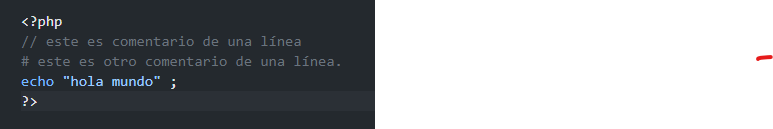 <?php
// este es comentario de una línea
# este es otro comentario de una línea.
echo "hola mundo" ;
?>